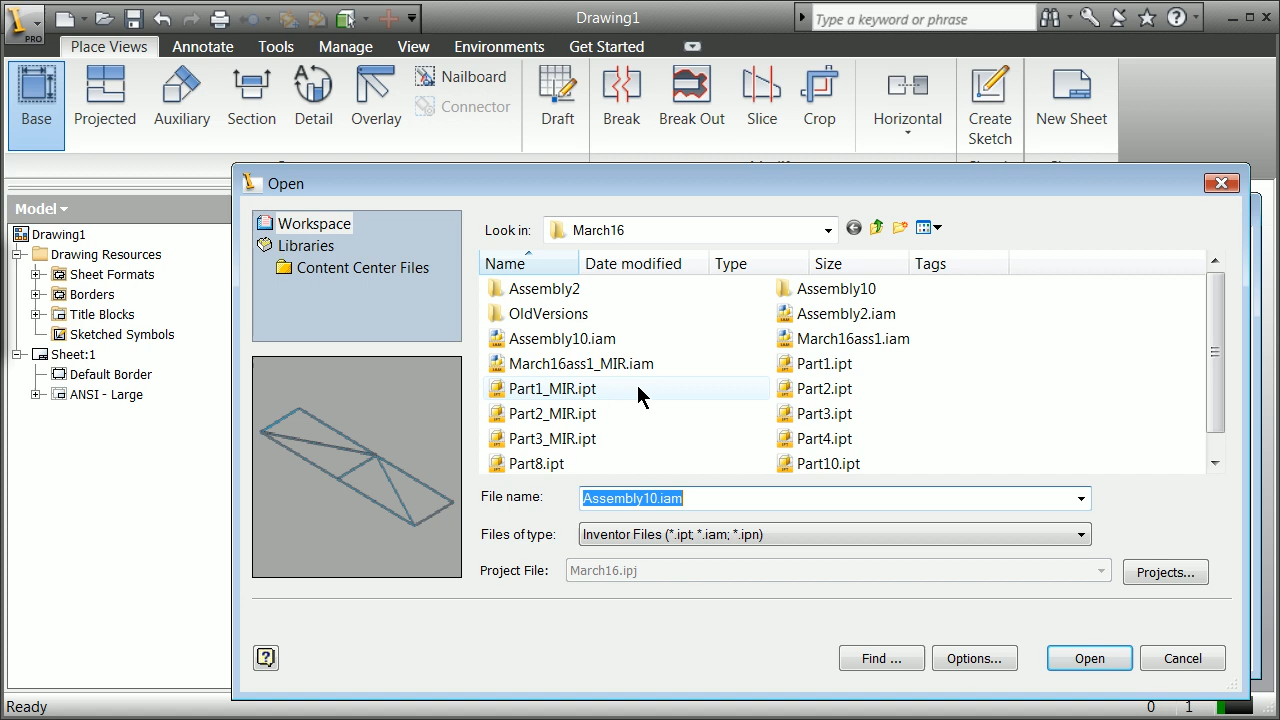 Drawing1
Type a keyword or phrase
PRO
Place Views Annotate Tools Manage View Environments Get Started
Nailboard
Connector
Base Projected Auxiliary Section Detail Overlay Draft Break Break Out Slice Crop Horizontal Create Sketch New Sheet
Model
Drawing1
Drawing Resources
Sheet Formats
Borders
Title Blocks
Sketched Symbols
Sheet:1
Default Border
ANSI - Large
Open
Workspace
Libraries
Content Center Files
Look in: March16
Name Date modified Type Size Tags
Assembly2 Assembly10
OldVersions Assembly2.iam
Assembly10.iam March16ass1.iam
March16ass1_MIR.iam Part1.ipt
Part1_MIR.ipt Part2.ipt
Part2_MIR.ipt Part3.ipt
Part3_MIR.ipt Part4.ipt
Part8.ipt Part10.ipt
File name: Assembly10.iam
Files of type: Inventor Files (*.ipt; *.iam; *.ipn)
Project File: March16.ipj Projects...
Find ... Options... Open Cancel
Ready 0 1